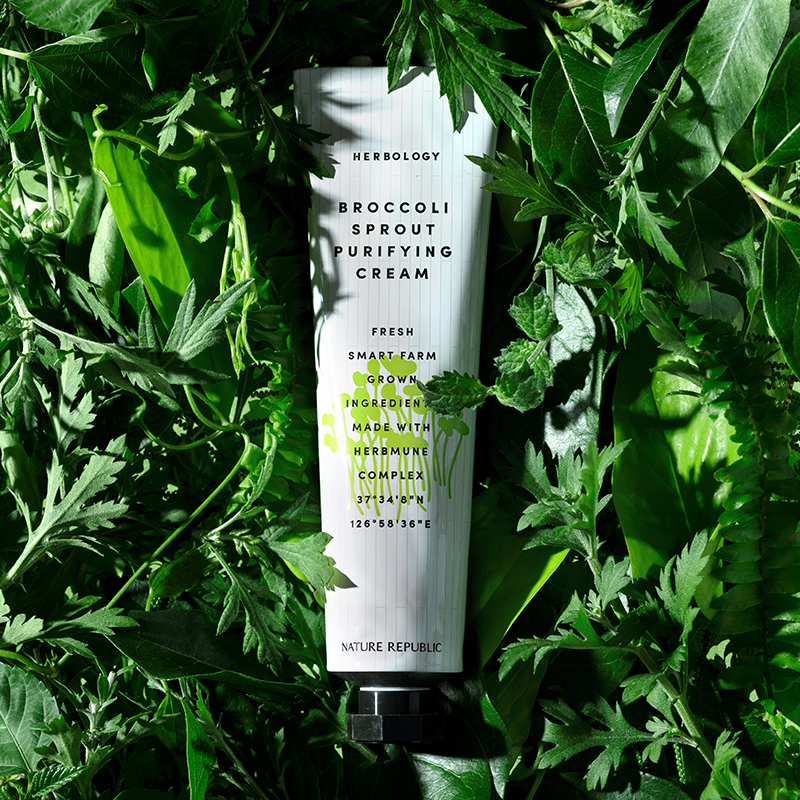 HERBOLOGY
BROCCOLI
SPROUT
PURIFYING
CREAM
FRESH
SMART FARM
GROWN
INGREDIENT
MADE WITH
HERBMUNE
COMPLEX
37°34'8"N
126°58'36"E
NATURE REPUBLIC